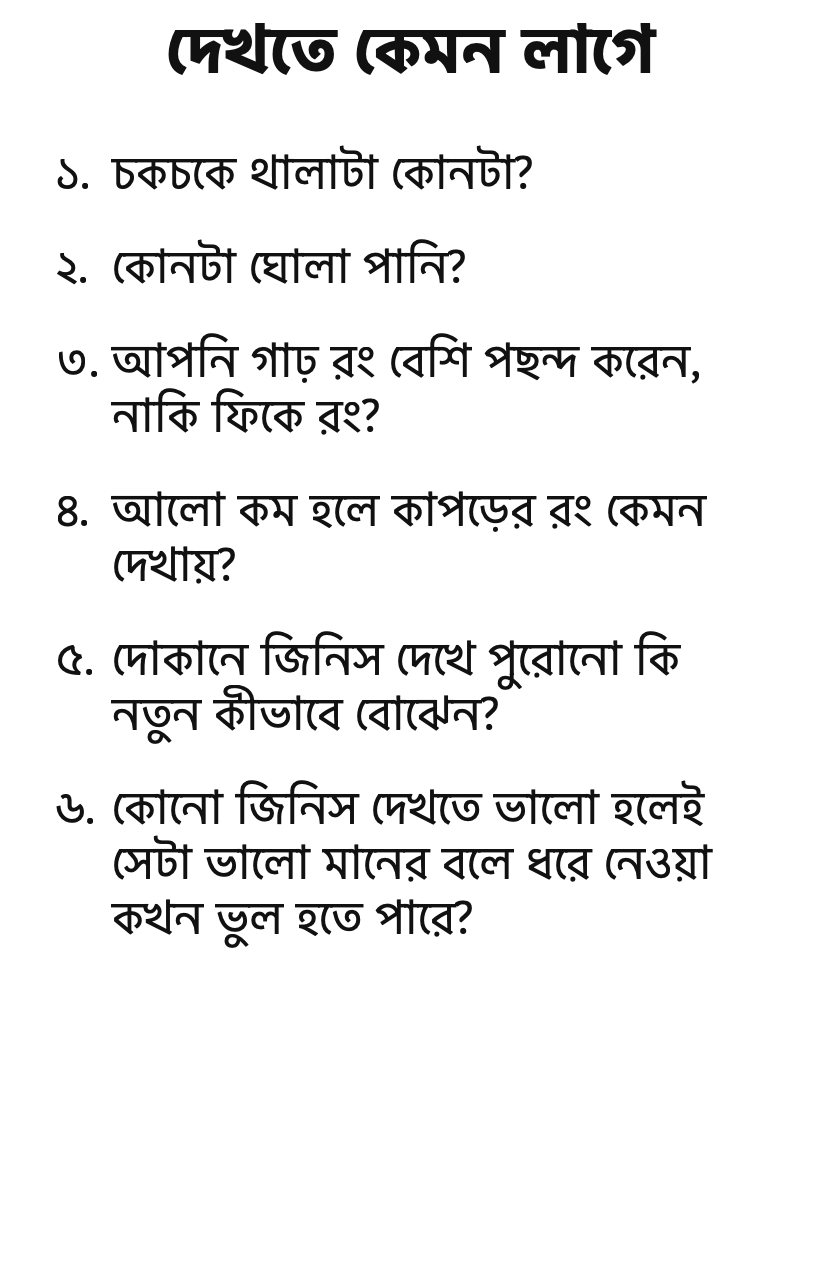 দেখতে কেমন লাগে
১. চকচকে থালাটা কোনটা?
২. কোনটা ঘোলা পানি?
৩. আপনি গাঢ় রং বেশি পছন্দ করেন,
নাকি ফিকে রং?
৪. আলো কম হলে কাপড়ের রং কেমন
দেখায়?
৫. দোকানে জিনিস দেখে পুরোনো কি
নতুন কীভাবে বোঝেন?
৬. কোনো জিনিস দেখতে ভালো হলেই
সেটা ভালো মানের বলে ধরে নেওয়া
কখন ভুল হতে পারে?